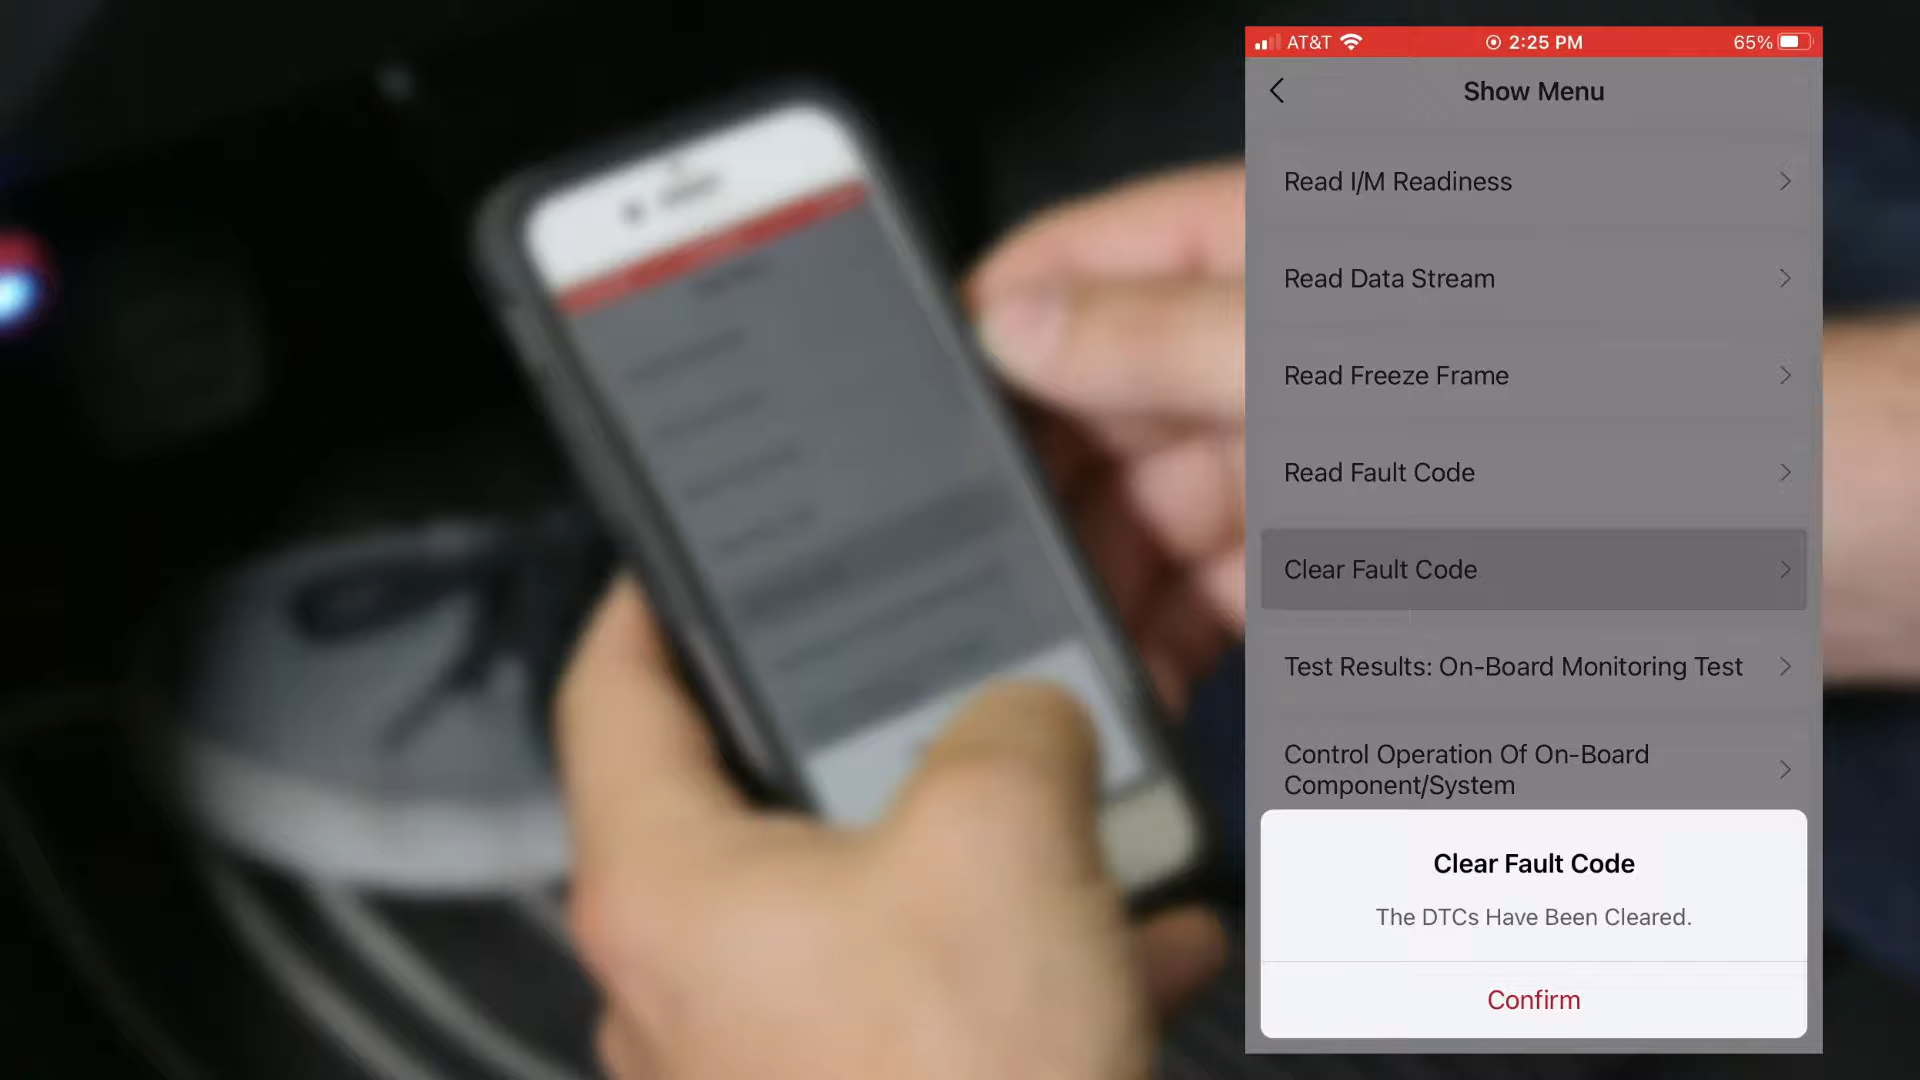 AT&T 2:25 PM 65%
Show Menu
Read I/M Readiness
Read Data Stream
Read Freeze Frame
Read Fault Code
Clear Fault Code
Test Results: On-Board Monitoring Test
Control Operation Of On-Board
Component/System
Clear Fault Code
The DTCs Have Been Cleared.
Confirm